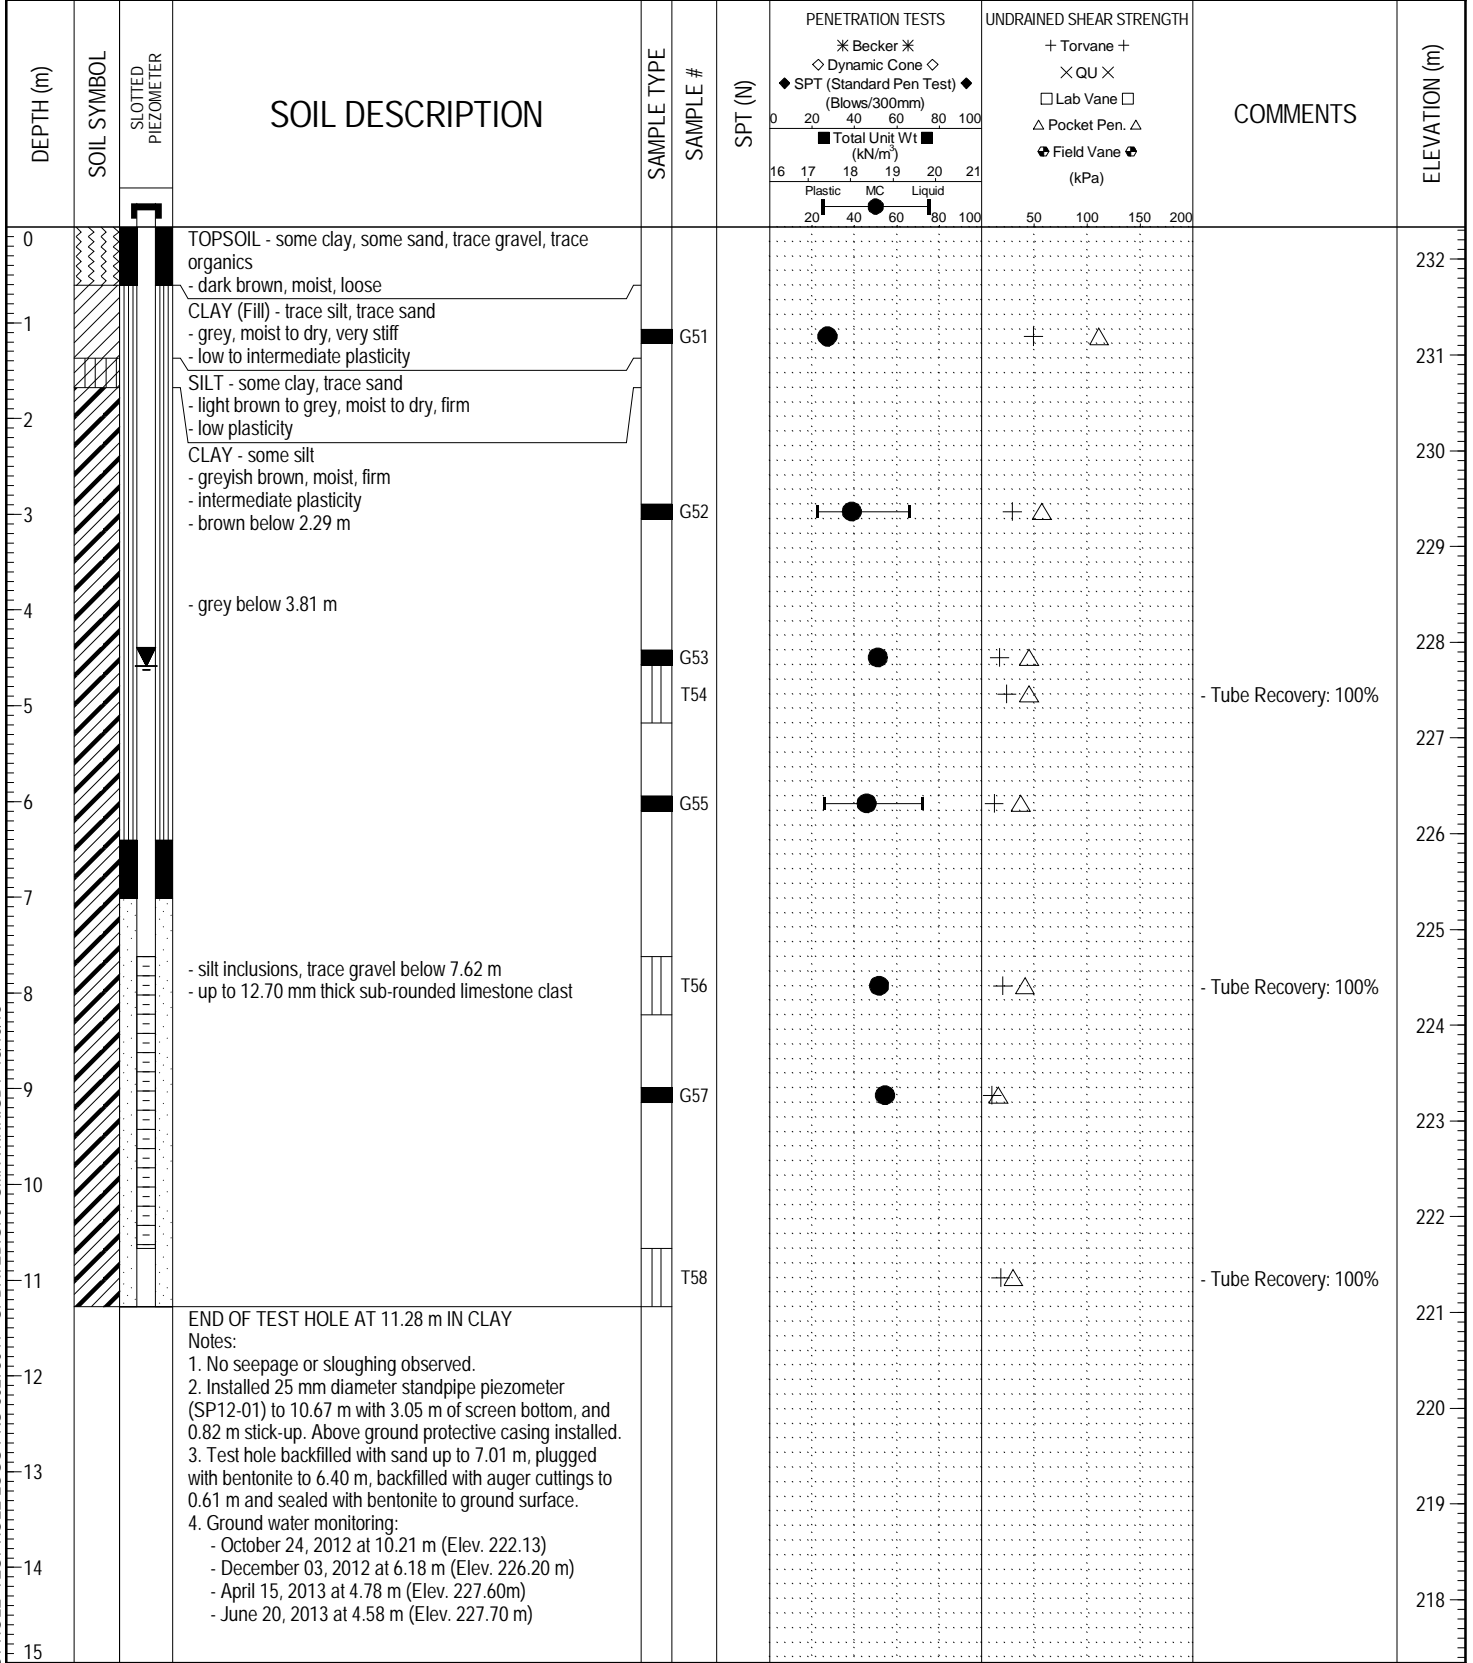 DEPTH (m)
SOIL SYMBOL
SLOTTED
PIEZOMETER
SOIL DESCRIPTION
SAMPLE TYPE
SAMPLE #
SPT (N)
PENETRATION TESTS
✳ Becker ✳
◇ Dynamic Cone ◇
◆ SPT (Standard Pen Test) ◆
(Blows/300mm)
0 20 40 60 80 100
■ Total Unit Wt ■
(kN/m³)
16 17 18 19 20 21
Plastic MC Liquid
20 40 60 80 100
UNDRAINED SHEAR STRENGTH
+ Torvane +
× QU ×
□ Lab Vane □
△ Pocket Pen. △
Field Vane
(kPa)
50 100 150 200
COMMENTS
ELEVATION (m)
0
TOPSOIL - some clay, some sand, trace gravel, trace
organics
- dark brown, moist, loose
232
CLAY (Fill) - trace silt, trace sand
1
- grey, moist to dry, very stiff
G51
- low to intermediate plasticity
231
SILT - some clay, trace sand
- light brown to grey, moist to dry, firm
2
- low plasticity
CLAY - some silt
230
- greyish brown, moist, firm
- intermediate plasticity
3
G52
- brown below 2.29 m
229
4
- grey below 3.81 m
228
G53
5
T54
- Tube Recovery: 100%
227
6
G55
226
7
225
- silt inclusions, trace gravel below 7.62 m
8
T56
- Tube Recovery: 100%
- up to 12.70 mm thick sub-rounded limestone clast
224
9
G57
223
10
222
11
T58
- Tube Recovery: 100%
221
END OF TEST HOLE AT 11.28 m IN CLAY
Notes:
1. No seepage or sloughing observed.
12
2. Installed 25 mm diameter standpipe piezometer
(SP12-01) to 10.67 m with 3.05 m of screen bottom, and
220
0.82 m stick-up. Above ground protective casing installed.
3. Test hole backfilled with sand up to 7.01 m, plugged
13
with bentonite to 6.40 m, backfilled with auger cuttings to
0.61 m and sealed with bentonite to ground surface.
219
4. Ground water monitoring:
- October 24, 2012 at 10.21 m (Elev. 222.13)
14
- December 03, 2012 at 6.18 m (Elev. 226.20 m)
- April 15, 2013 at 4.78 m (Elev. 227.60m)
218
- June 20, 2013 at 4.58 m (Elev. 227.70 m)
15